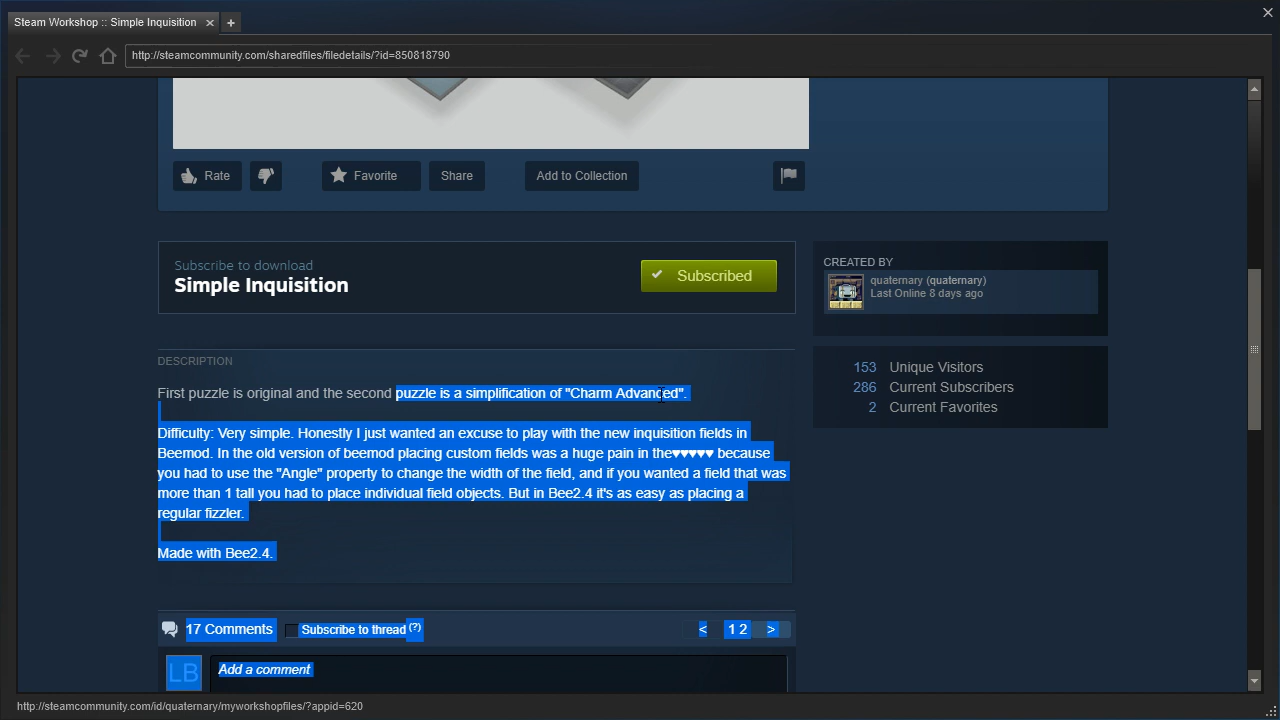 Steam Workshop :: Simple Inquisition
http://steamcommunity.com/sharedfiles/filedetails/?id=850818790
Rate
Favorite
Share
Add to Collection
Subscribe to download
Simple Inquisition
Subscribed
CREATED BY
quaternary (quaternary)
Last Online 8 days ago
153 Unique Visitors
286 Current Subscribers
2 Current Favorites
DESCRIPTION
First puzzle is original and the second puzzle is a simplification of "Charm Advanced".
Difficulty: Very simple. Honestly I just wanted an excuse to play with the new inquisition fields in
Beemod. In the old version of beemod placing custom fields was a huge pain in the♥♥♥♥♥ because
you had to use the "Angle" property to change the width of the field, and if you wanted a field that was
more than 1 tall you had to place individual field objects. But in Bee2.4 it's as easy as placing a
regular fizzler.
Made with Bee2.4.
17 Comments
Subscribe to thread (?)
< 1 2 >
LB
Add a comment
http://steamcommunity.com/id/quaternary/myworkshopfiles/?appid=620